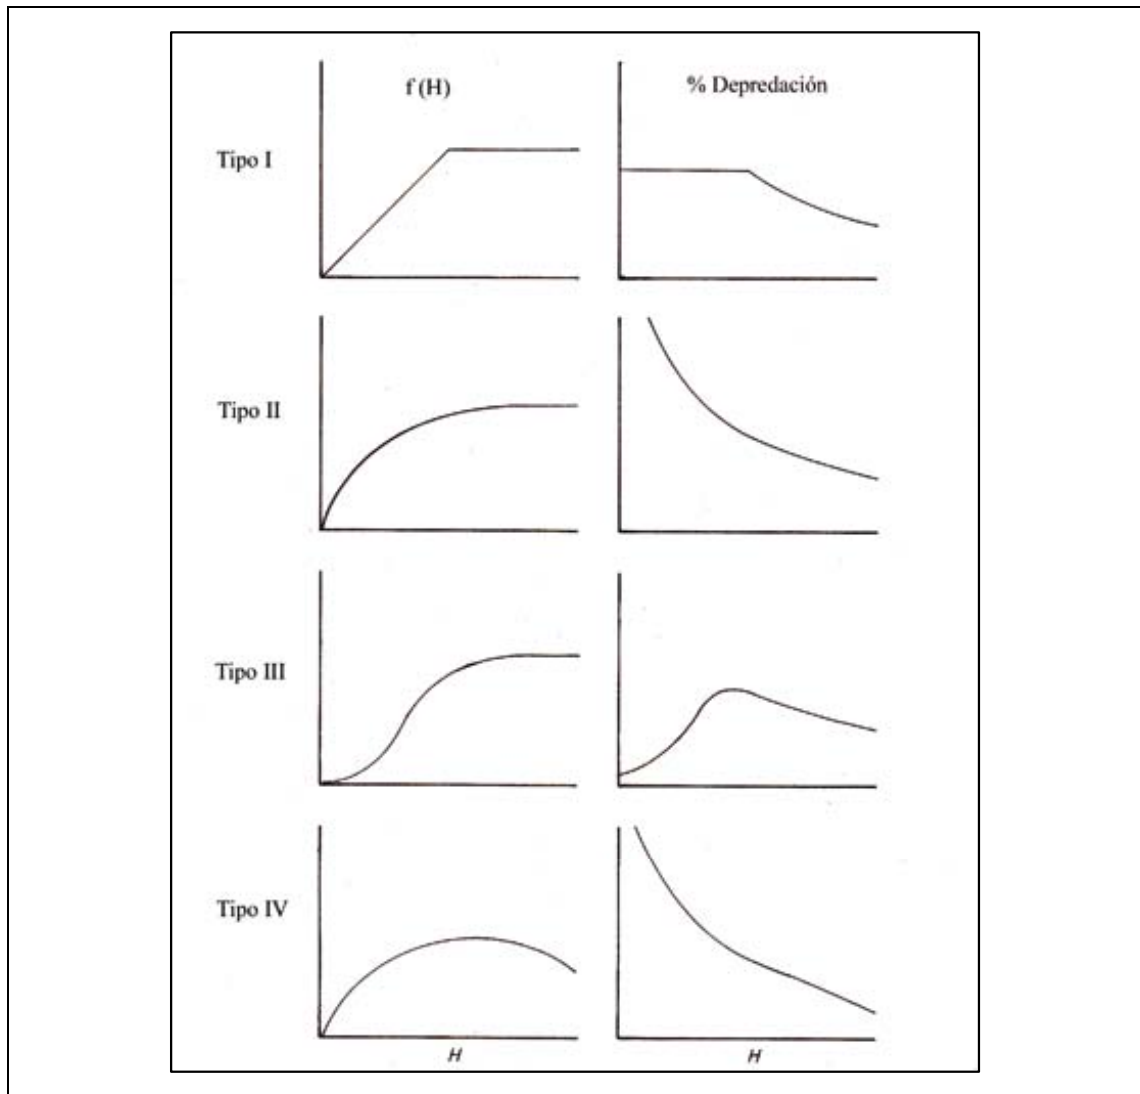 f (H)
% Depredación
Tipo I
Tipo II
Tipo III
Tipo IV
H
H